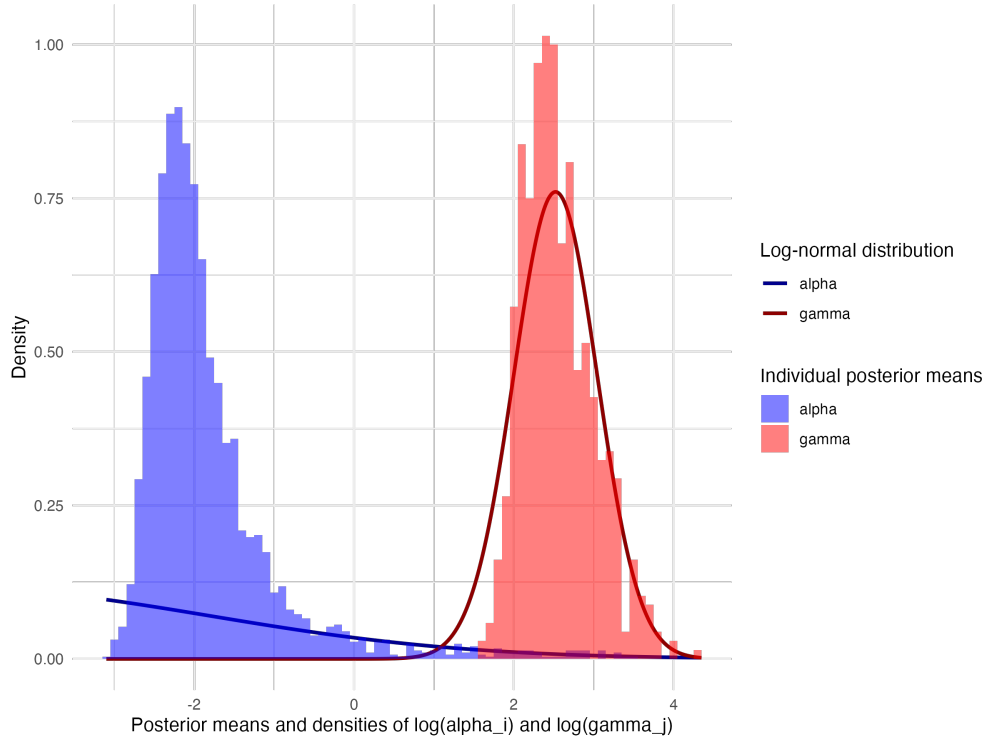 1.00
0.75
0.50
0.25
0.00
Density
-2
0
2
4
Posterior means and densities of log(alpha_i) and log(gamma_j)
Log-normal distribution
alpha
gamma
Individual posterior means
alpha
gamma